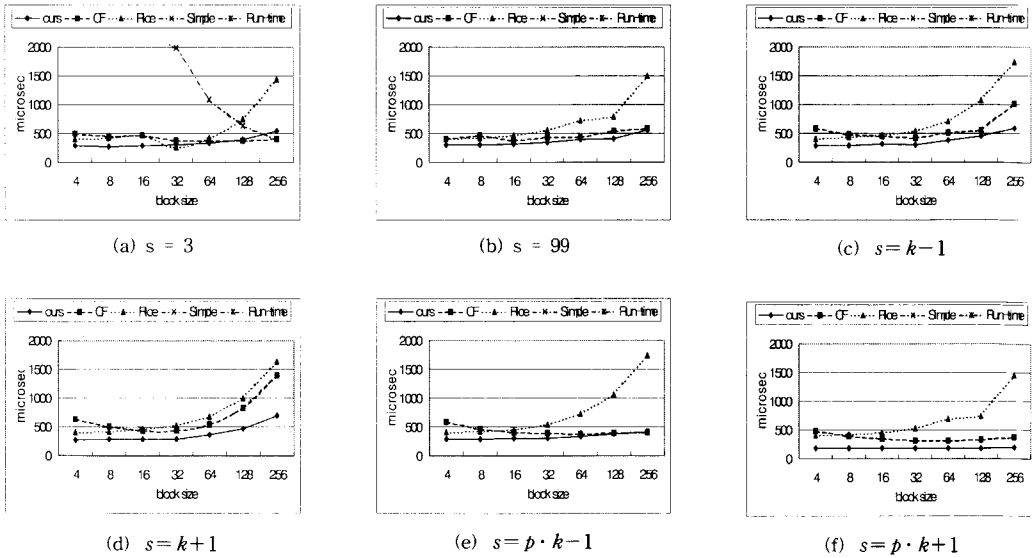 ours CF Rice Simple Run-time
2000
1500
1000
500
0
microsec
4 8 16 32 64 128 256
block size
(a) s = 3
ours CF Rice Simple Run-time
2000
1500
1000
500
0
microsec
4 8 16 32 64 128 256
block size
(b) s = 99
ours CF Rice Simple Run-time
2000
1500
1000
500
0
microsec
4 8 16 32 64 128 256
block size
(c) s = k-1
ours CF Rice Simple Run-time
2000
1500
1000
500
0
microsec
4 8 16 32 64 128 256
block size
(d) s = k+1
ours CF Rice Simple Run-time
2000
1500
1000
500
0
microsec
4 8 16 32 64 128 256
block size
(e) s = p · k-1
ours CF Rice Simple Run-time
2000
1500
1000
500
0
microsec
4 8 16 32 64 128 256
block size
(f) s = p · k+1